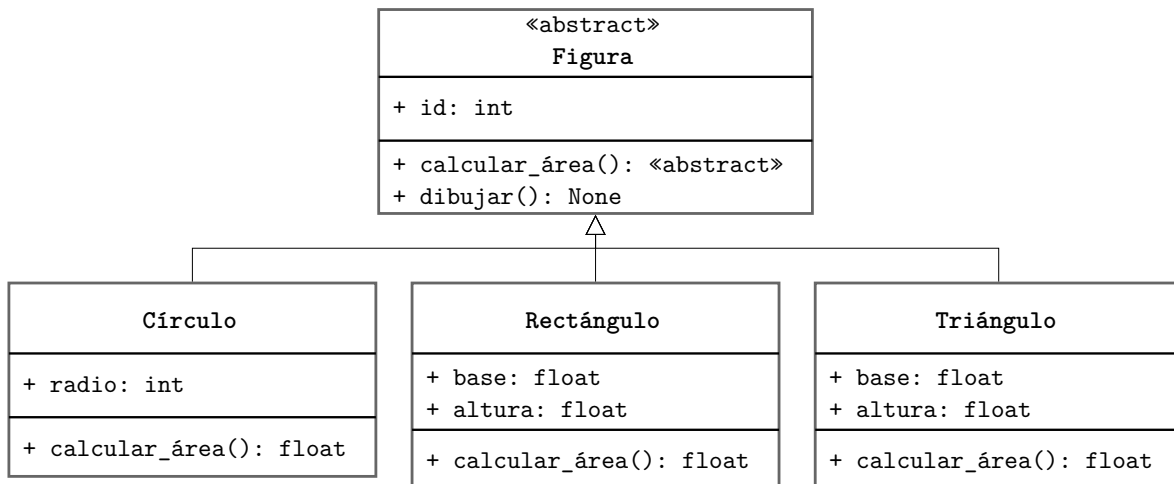 «abstract»
Figura
+ id: int
+ calcular_área(): «abstract»
+ dibujar(): None
Círculo
+ radio: int
+ calcular_área(): float
Rectángulo
+ base: float
+ altura: float
+ calcular_área(): float
Triángulo
+ base: float
+ altura: float
+ calcular_área(): float